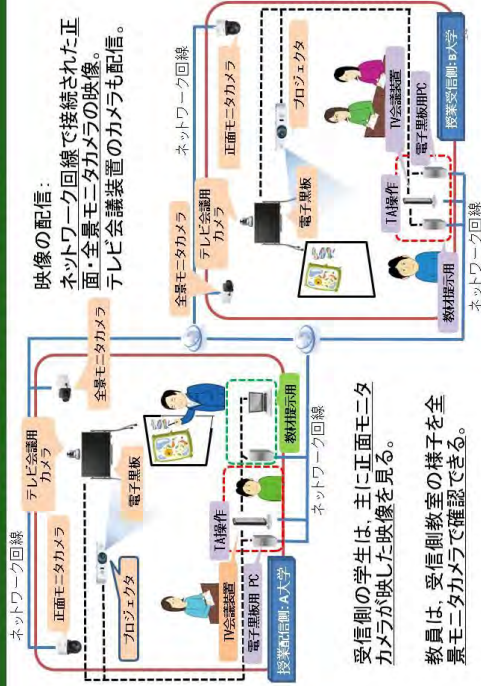 映像の配信：
ネットワーク回線で接続された正
面・全景モニタカメラの映像。
テレビ会議装置のカメラも配信。
ネットワーク回線
正面モニタカメラ
テレビ会議用
カメラ
全景モニタカメラ
プロジェクタ
電子黒板
TV会議装置
電子黒板用 PC
TA操作
教材提示用
授業配信側：A大学
ネットワーク回線
ネットワーク回線
全景モニタカメラ
テレビ会議用
カメラ
正面モニタカメラ
プロジェクタ
電子黒板
TV会議装置
電子黒板用PC
TA操作
教材提示用
授業受信側：B大学
ネットワーク回線
受信側の学生は、主に正面モニタ
カメラが映した映像を見る。
教員は、受信側教室の様子を全
景モニタカメラで確認できる。